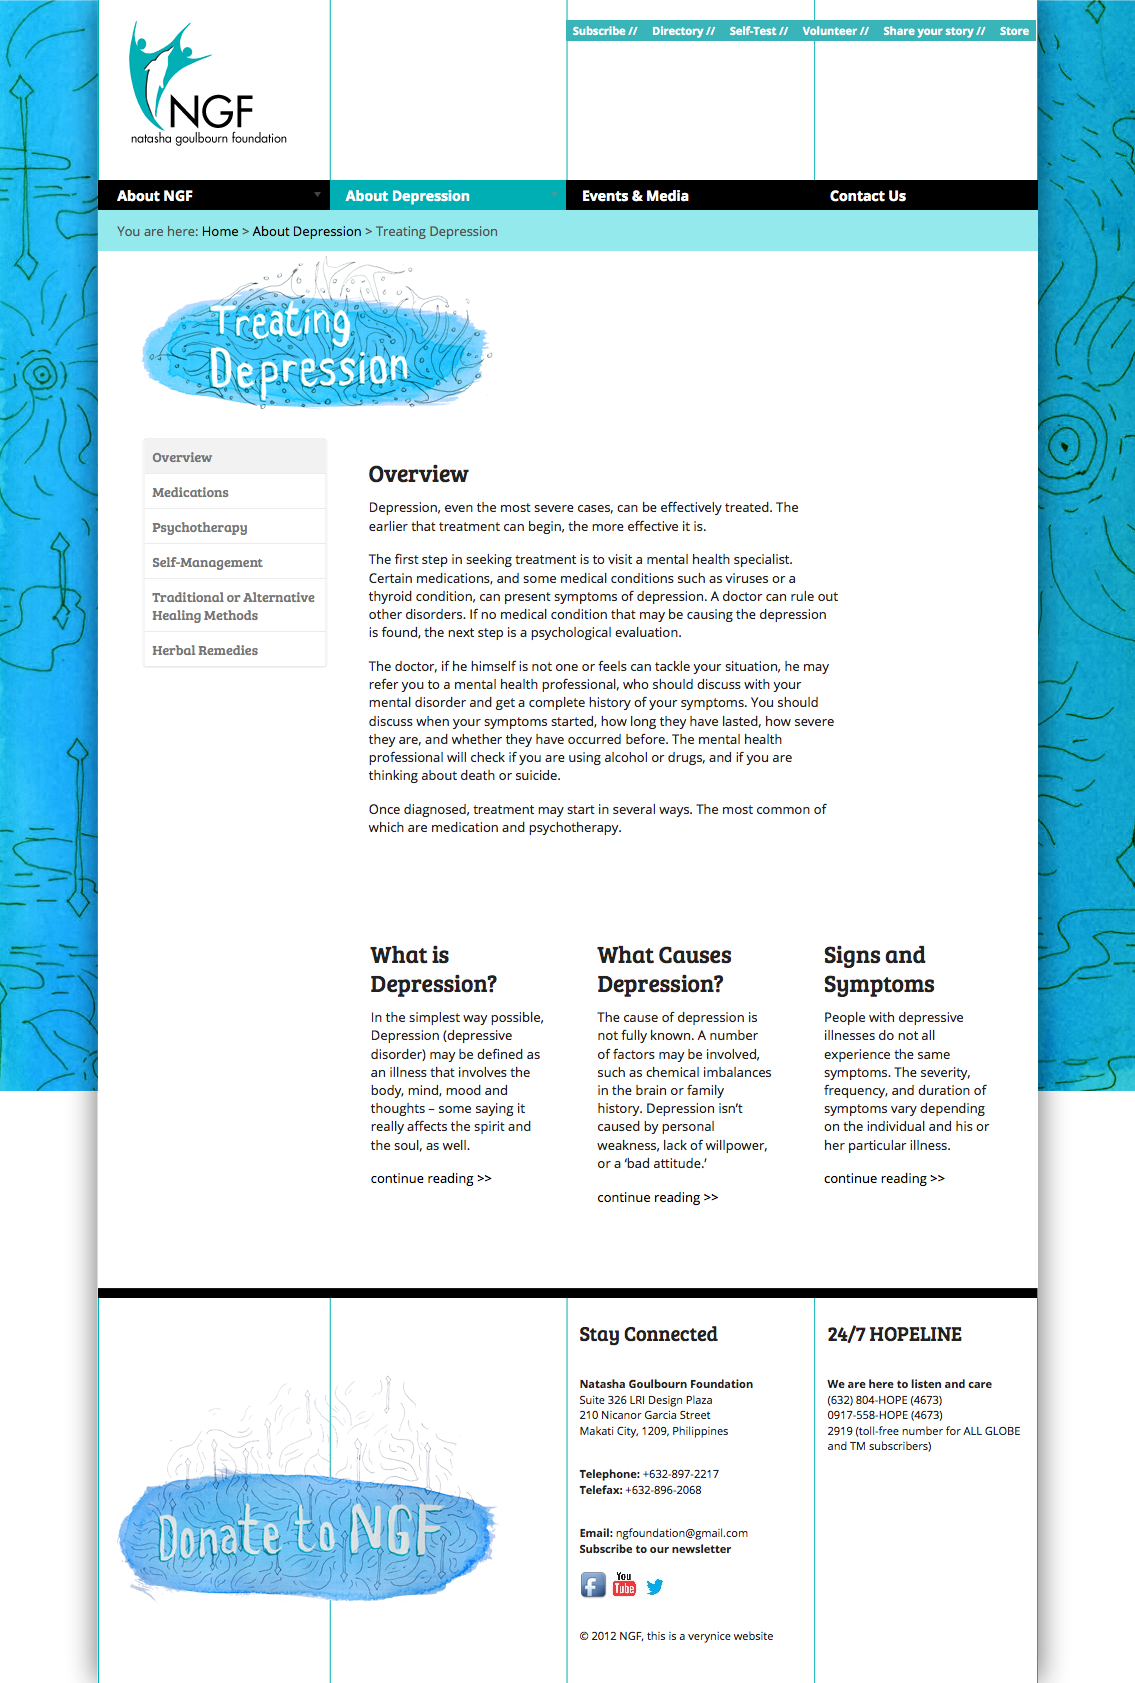 Subscribe // Directory // Self-Test // Volunteer // Share your story // Store
NGF
natasha goulbourn foundation
About NGF
About Depression
Events & Media
Contact Us
You are here: Home > About Depression > Treating Depression
Treating
Depression
Overview
Medications
Psychotherapy
Self-Management
Traditional or Alternative
Healing Methods
Herbal Remedies
Overview
Depression, even the most severe cases, can be effectively treated. The
earlier that treatment can begin, the more effective it is.
The first step in seeking treatment is to visit a mental health specialist.
Certain medications, and some medical conditions such as viruses or a
thyroid condition, can present symptoms of depression. A doctor can rule out
other disorders. If no medical condition that may be causing the depression
is found, the next step is a psychological evaluation.
The doctor, if he himself is not one or feels can tackle your situation, he may
refer you to a mental health professional, who should discuss with your
mental disorder and get a complete history of your symptoms. You should
discuss when your symptoms started, how long they have lasted, how severe
they are, and whether they have occurred before. The mental health
professional will check if you are using alcohol or drugs, and if you are
thinking about death or suicide.
Once diagnosed, treatment may start in several ways. The most common of
which are medication and psychotherapy.
What is
Depression?
In the simplest way possible,
Depression (depressive
disorder) may be defined as
an illness that involves the
body, mind, mood and
thoughts – some saying it
really affects the spirit and
the soul, as well.
continue reading >>
What Causes
Depression?
The cause of depression is
not fully known. A number
of factors may be involved,
such as chemical imbalances
in the brain or family
history. Depression isn’t
caused by personal
weakness, lack of willpower,
or a ‘bad attitude.’
continue reading >>
Signs and
Symptoms
People with depressive
illnesses do not all
experience the same
symptoms. The severity,
frequency, and duration of
symptoms vary depending
on the individual and his or
her particular illness.
continue reading >>
Donate to NGF
Stay Connected
Natasha Goulbourn Foundation
Suite 326 LRI Design Plaza
210 Nicanor Garcia Street
Makati City, 1209, Philippines
Telephone: +632-897-2217
Telefax: +632-896-2068
Email: ngfoundation@gmail.com
Subscribe to our newsletter
f
You
Tube
© 2012 NGF, this is a verynice website
24/7 HOPELINE
We are here to listen and care
(632) 804-HOPE (4673)
0917-558-HOPE (4673)
2919 (toll-free number for ALL GLOBE
and TM subscribers)